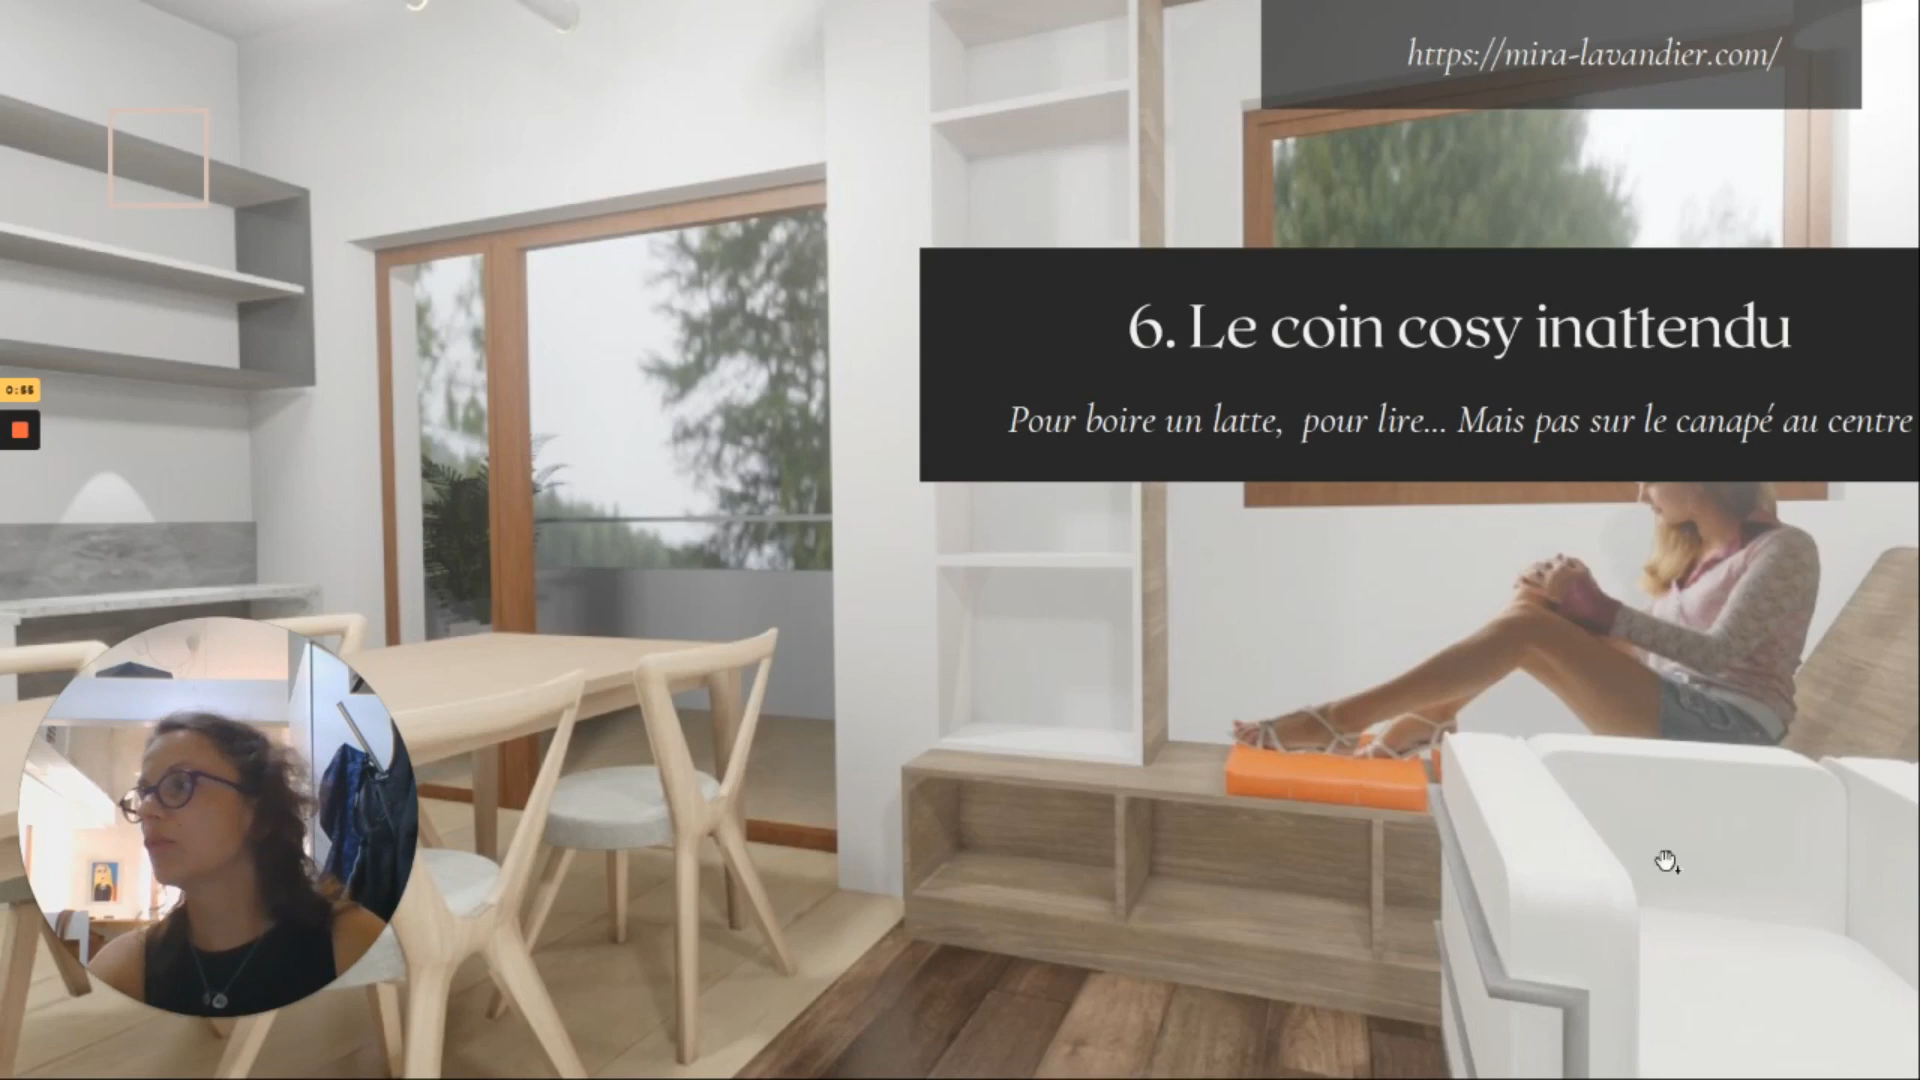 https://mira-lavandier.com/
6. Le coin cosy inattendu
Pour boire un latte, pour lire... Mais pas sur le canapé au centre
0:55